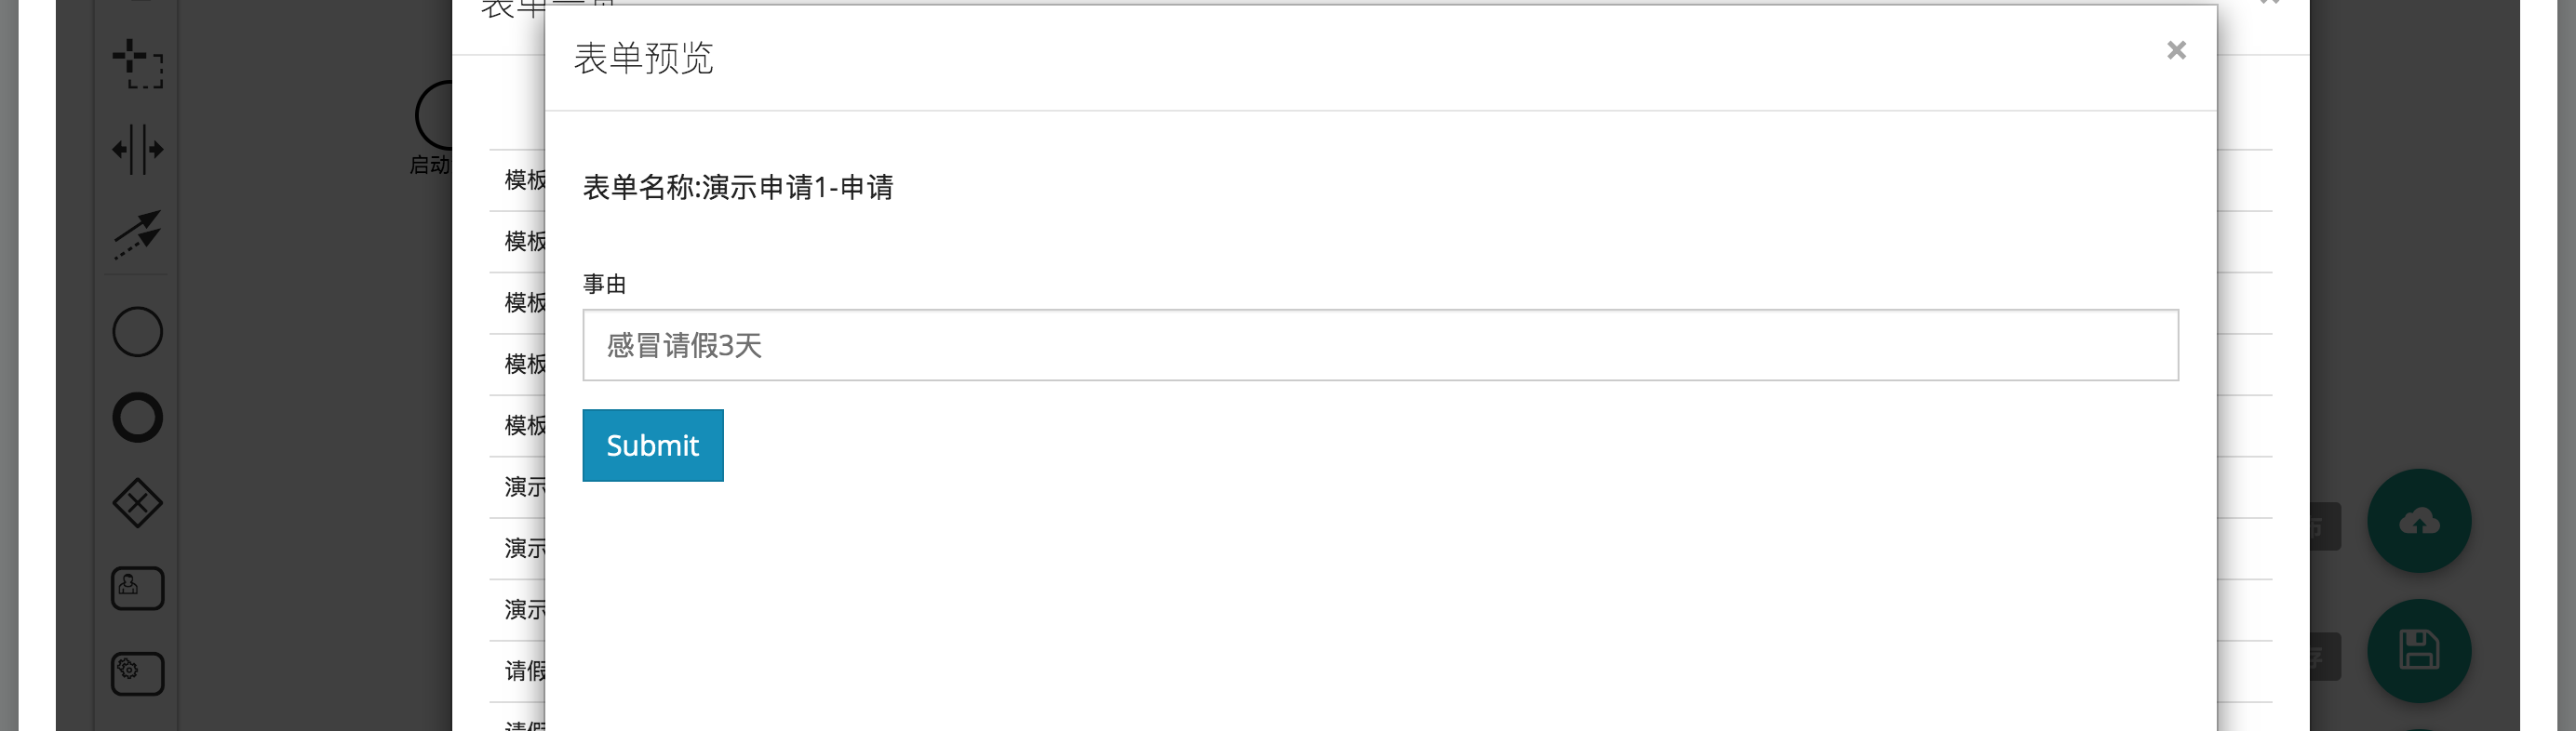 表单预览
×
启动
表单名称:演示申请1-申请
模板
模板
事由
模板
感冒请假3天
模板
模板
Submit
演示
演示
演示
请假